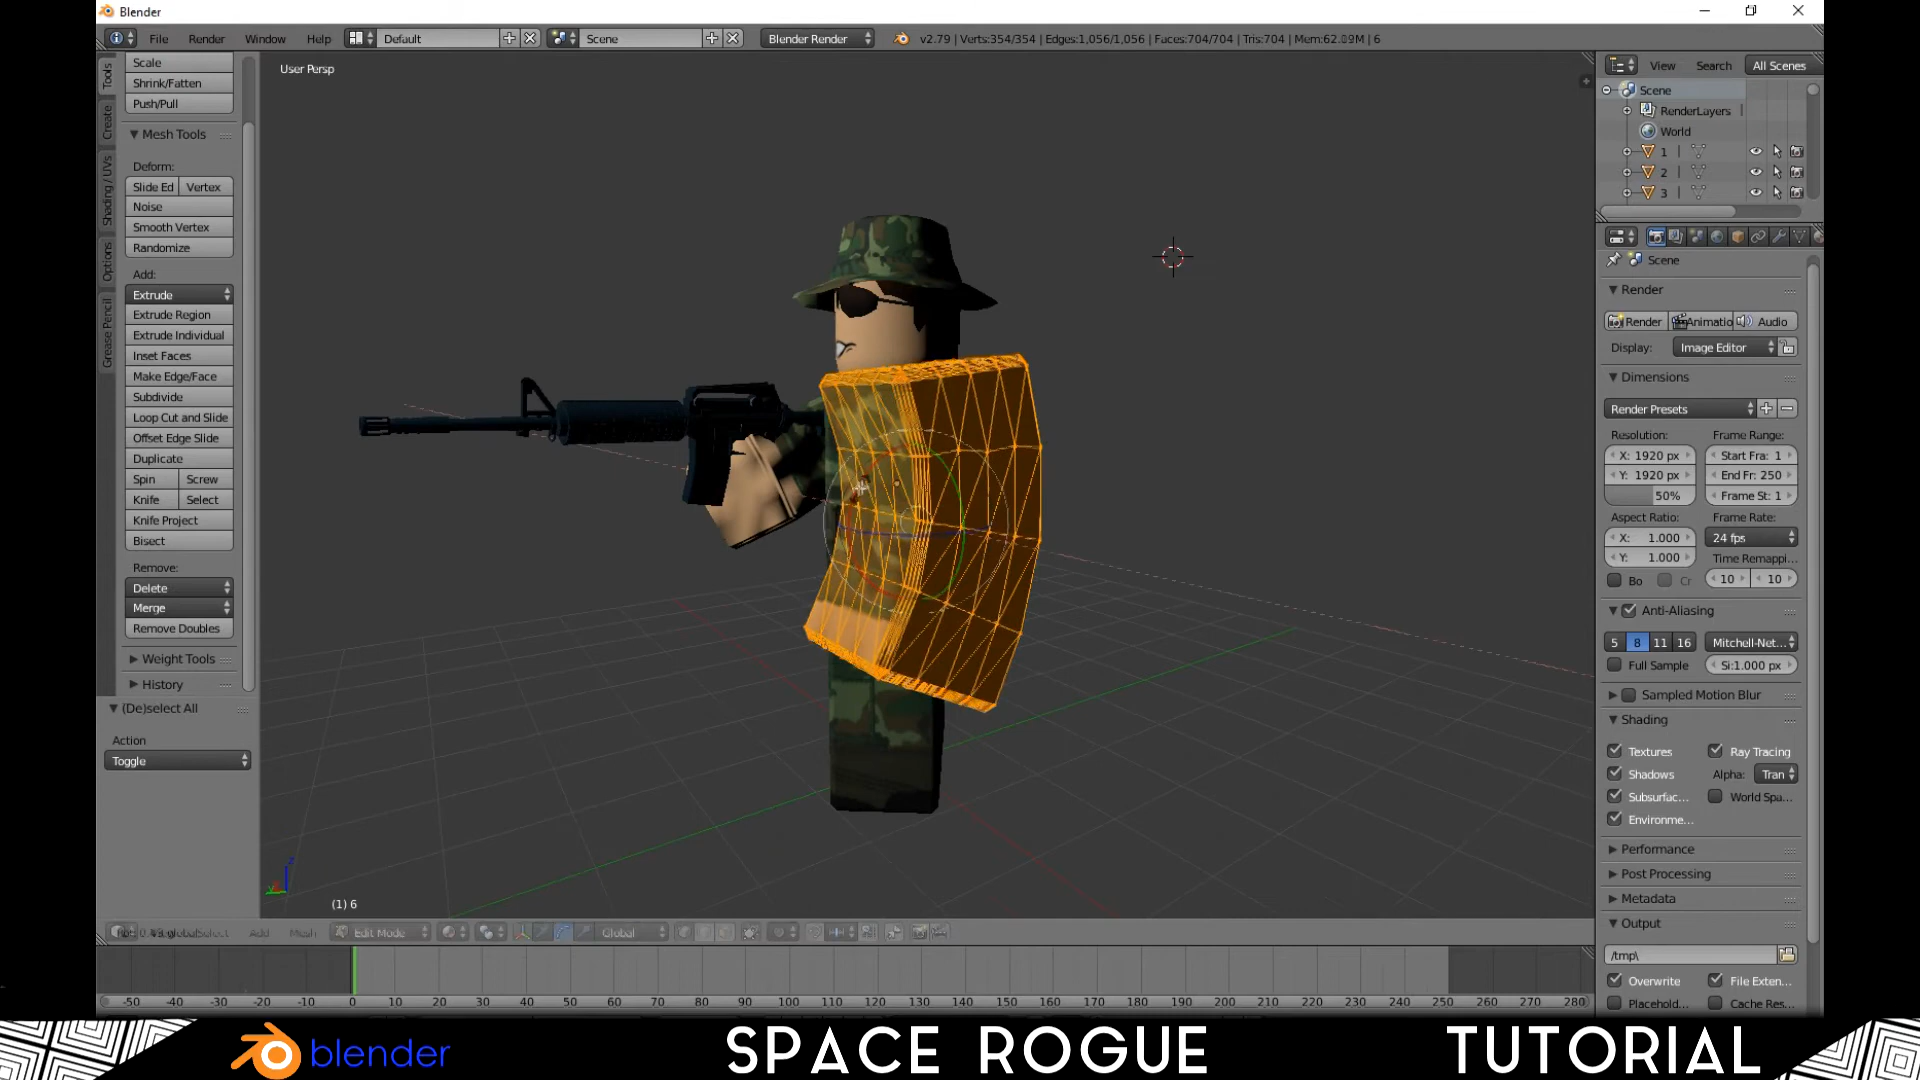 Blender
File Render Window Help Default Scene Blender Render v2.79 | Verts:354/354 | Edges:1,056/1,056 | Faces:704/704 | Tris:704 | Mem:62.09M | 6
User Persp
Tools
Create
Shading / UVs
Options
Grease Pencil
Scale
Shrink/Fatten
Push/Pull
Mesh Tools
Deform:
Slide Ed Vertex
Noise
Smooth Vertex
Randomize
Add:
Extrude
Extrude Region
Extrude Individual
Inset Faces
Make Edge/Face
Subdivide
Loop Cut and Slide
Offset Edge Slide
Duplicate
Spin Screw
Knife Select
Knife Project
Bisect
Remove:
Delete
Merge
Remove Doubles
Weight Tools
History
(De)select All
Action
Toggle
(1) 6
Add Mesh Edit Mode Global
-50 -40 -30 -20 -10 0 10 20 30 40 50 60 70 80 90 100 110 120 130 140 150 160 170 180 190 200 210 220 230 240 250 260 270 280
View Search All Scenes
Scene
RenderLayers
World
1
2
3
Scene
Render
Render Animatio Audio
Display: Image Editor
Dimensions
Render Presets
Resolution: Frame Range:
X: 1920 px Start Fra: 1
Y: 1920 px End Fr: 250
50% Frame St: 1
Aspect Ratio: Frame Rate:
X: 1.000 24 fps
Y: 1.000 Time Remappi...
Bo Cr 10 10
Anti-Aliasing
5 8 11 16 Mitchell-Net...
Full Sample Si:1.000 px
Sampled Motion Blur
Shading
Textures Ray Tracing
Shadows Alpha: Tran
Subsurfac... World Spa...
Environme...
Performance
Post Processing
Metadata
Output
/tmp\
Overwrite File Exten...
Placehold... Cache Res...
blender SPACE ROGUE TUTORIAL